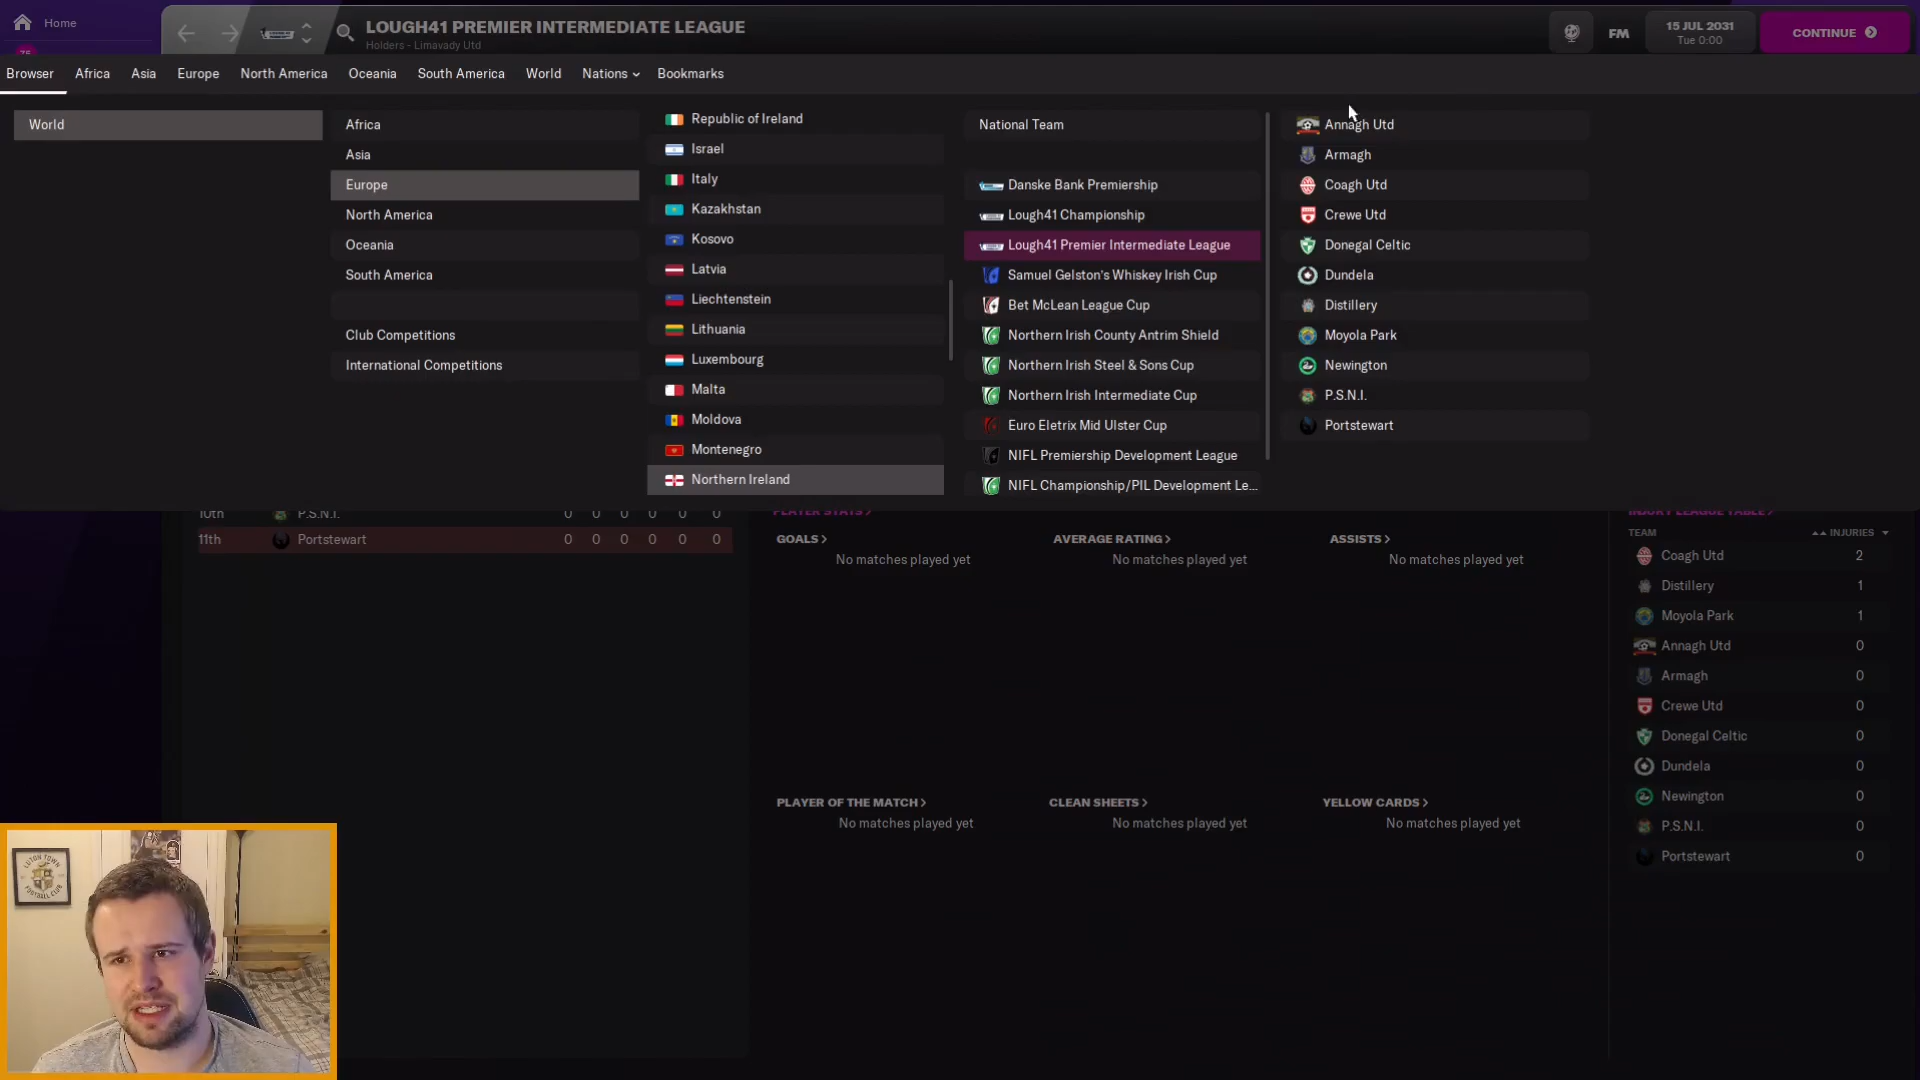 Home
LOUGH41 PREMIER INTERMEDIATE LEAGUE
Holders - Limavady Utd
FM
15 JUL 2031
Tue 0:00
CONTINUE
Browser
Africa
Asia
Europe
North America
Oceania
South America
World
Nations
Bookmarks
World
Africa
Asia
Europe
North America
Oceania
South America
Club Competitions
International Competitions
Republic of Ireland
Israel
Italy
Kazakhstan
Kosovo
Latvia
Liechtenstein
Lithuania
Luxembourg
Malta
Moldova
Montenegro
Northern Ireland
National Team
Danske Bank Premiership
Lough41 Championship
Lough41 Premier Intermediate League
Samuel Gelston's Whiskey Irish Cup
Bet McLean League Cup
Northern Irish County Antrim Shield
Northern Irish Steel & Sons Cup
Northern Irish Intermediate Cup
Euro Eletrix Mid Ulster Cup
NIFL Premiership Development League
NIFL Championship/PIL Development Le...
Annagh Utd
Armagh
Coagh Utd
Crewe Utd
Donegal Celtic
Dundela
Distillery
Moyola Park
Newington
P.S.N.I.
Portstewart
10th P.S.N.I. 0 0 0 0 0 0
11th Portstewart 0 0 0 0 0 0
PLAYER STATS >
GOALS >
No matches played yet
AVERAGE RATING >
No matches played yet
ASSISTS >
No matches played yet
PLAYER OF THE MATCH >
No matches played yet
CLEAN SHEETS >
No matches played yet
YELLOW CARDS >
No matches played yet
INJURY LEAGUE TABLE >
TEAM INJURIES
Coagh Utd 2
Distillery 1
Moyola Park 1
Annagh Utd 0
Armagh 0
Crewe Utd 0
Donegal Celtic 0
Dundela 0
Newington 0
P.S.N.I. 0
Portstewart 0
LUTON TOWN
FOOTBALL CLUB